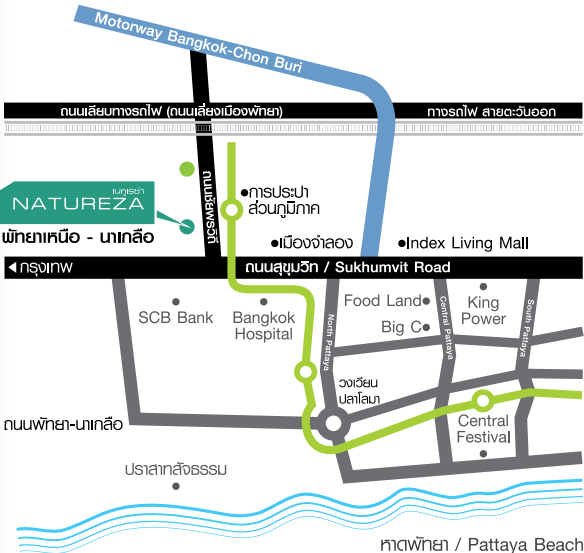 Motorway Bangkok-Chon Buri
ถนนเลียบทางรถไฟ (ถนนเลี่ยงเมืองพัทยา)
ทางรถไฟ สายตะวันออก
ถนนชัยพรวิถี
เนทูเรซ่า
NATUREZA
พัทยาเหนือ - นาเกลือ
การประปา
ส่วนภูมิภาค
เมืองจำลอง
Index Living Mall
กรุงเทพ
ถนนสุขุมวิท / Sukhumvit Road
SCB Bank
Bangkok
Hospital
North Pattaya
Food Land
Big C
Central Pattaya
King
Power
South Pattaya
วงเวียน
ปลาโลมา
ถนนพัทยา-นาเกลือ
Central
Festival
ปราสาทสัจธรรม
หาดพัทยา / Pattaya Beach